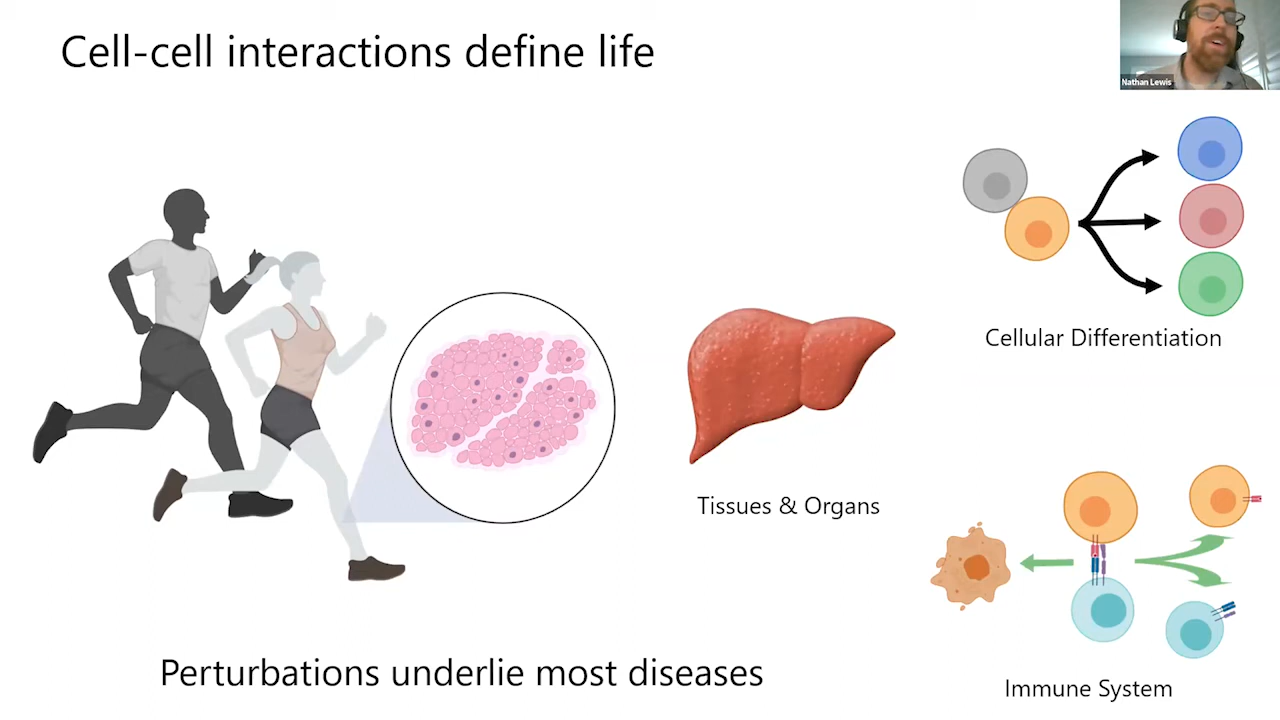 Cell-cell interactions define life
Nathan Lewis
Cellular Differentiation
Tissues & Organs
Immune System
Perturbations underlie most diseases